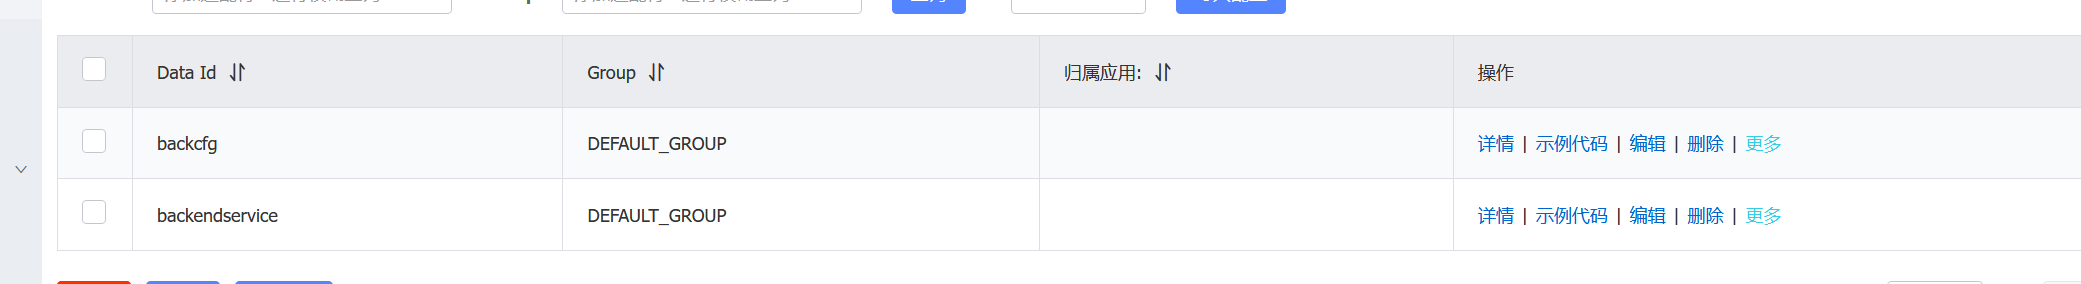 Data Id Group 归属应用: 操作
backcfg DEFAULT_GROUP 详情 | 示例代码 | 编辑 | 删除 | 更多
backendservice DEFAULT_GROUP 详情 | 示例代码 | 编辑 | 删除 | 更多